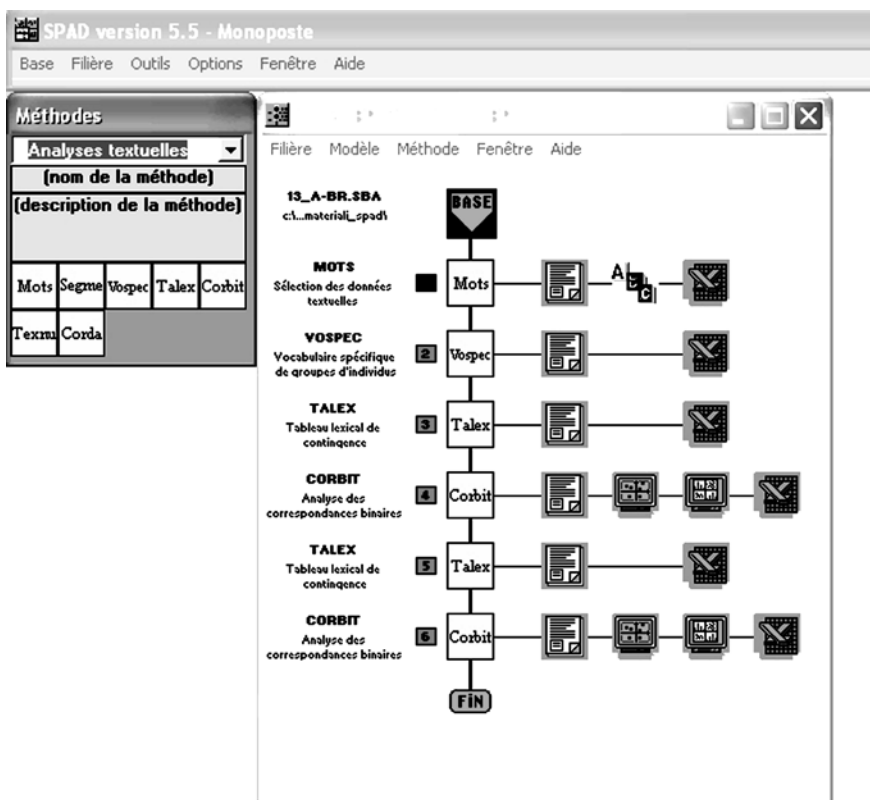 SPAD version 5.5 - Monoposte
Base Filière Outils Options Fenêtre Aide
Méthodes
Analyses textuelles
(nom de la méthode)
(description de la méthode)
Mots Segme Vospec Talex Corbit
Texmu Corda
Filière Modèle Méthode Fenêtre Aide
13_A-BR.SBA
c:\...materiali_spad\
BASE
MOTS
Sélection des données
textuelles
Mots
A
C
VOSPEC
Vocabulaire spécifique
de groupes d'individus
2
Vospec
TALEX
Tableau lexical de
contingence
3
Talex
CORBIT
Analyse des
correspondances binaires
4
Corbit
TALEX
Tableau lexical de
contingence
5
Talex
CORBIT
Analyse des
correspondances binaires
6
Corbit
FiN